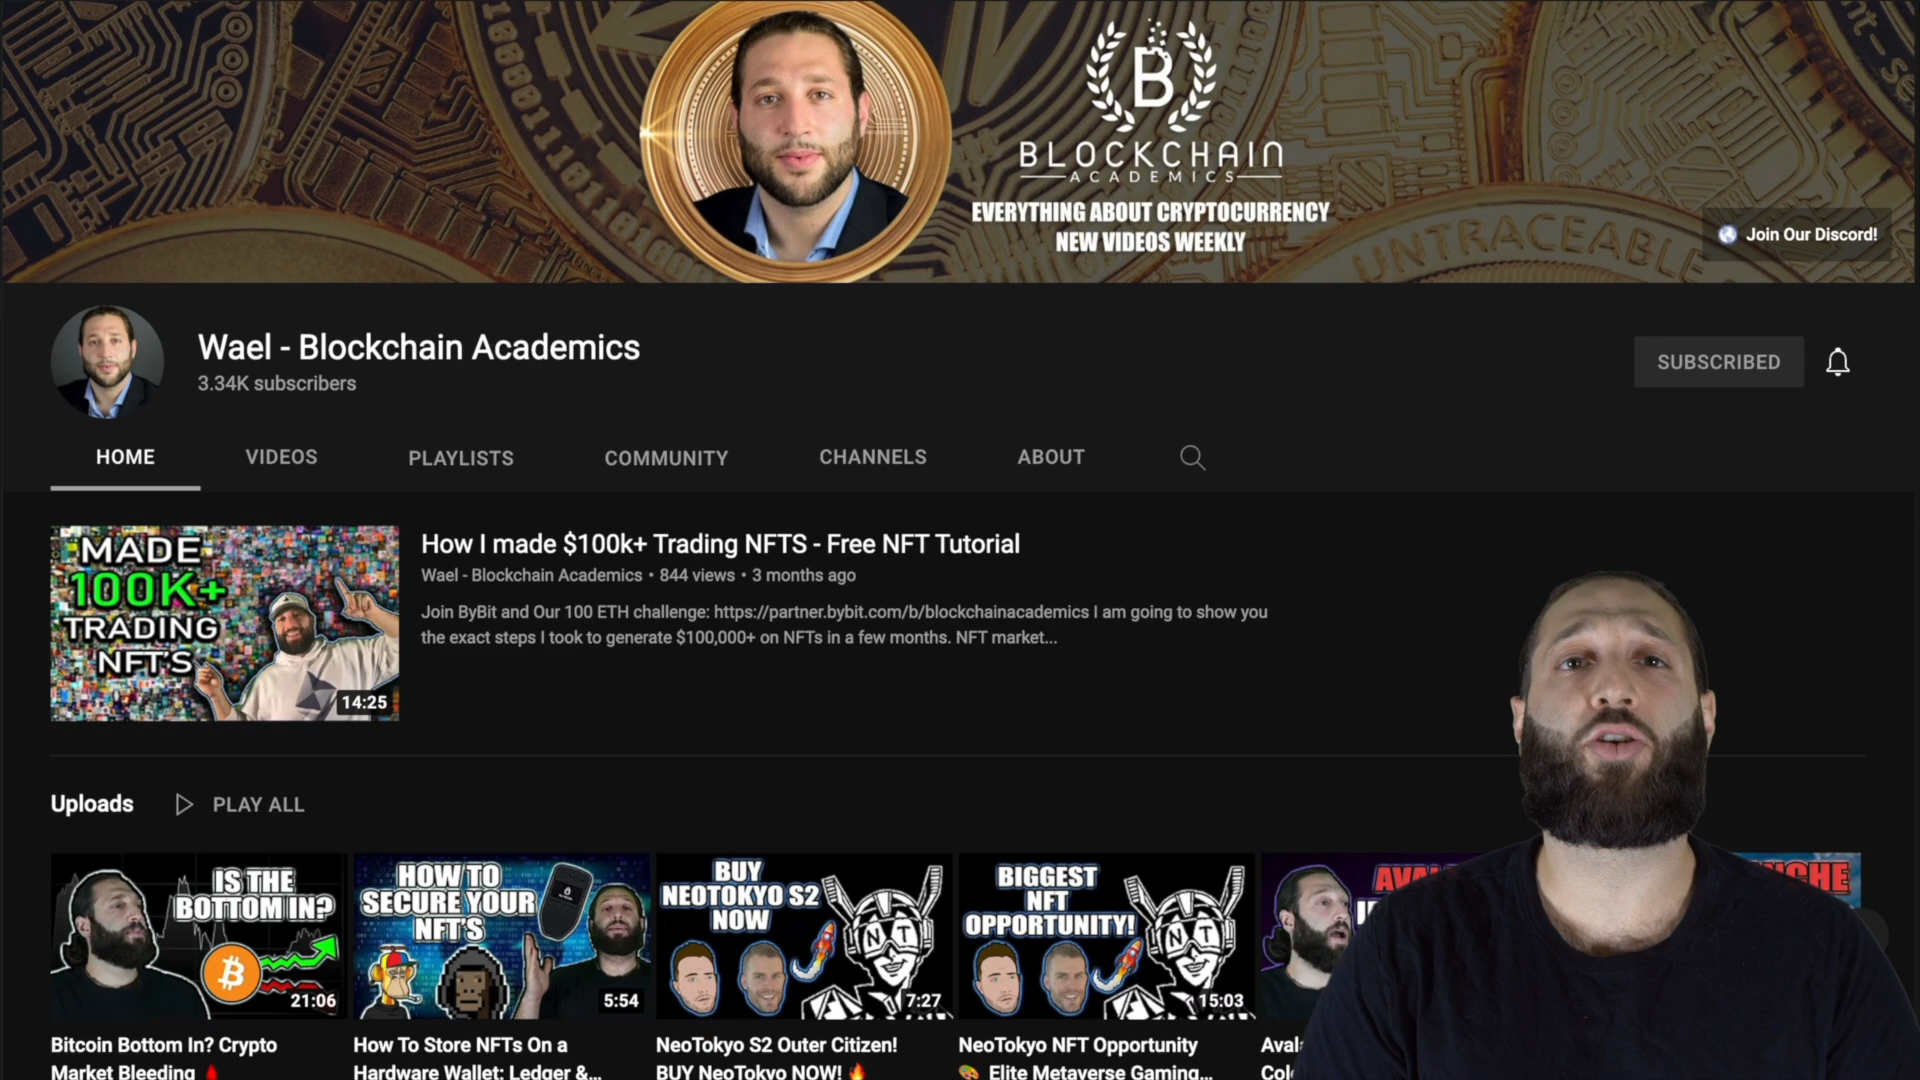 B
BLOCKCHAIN
ACADEMICS
EVERYTHING ABOUT CRYPTOCURRENCY
NEW VIDEOS WEEKLY
UNTRACEABLE
Join Our Discord!
Wael - Blockchain Academics
3.34K subscribers
SUBSCRIBED
HOME
VIDEOS
PLAYLISTS
COMMUNITY
CHANNELS
ABOUT
MADE
100K+
TRADING
NFT'S
14:25
How I made $100k+ Trading NFTS - Free NFT Tutorial
Wael - Blockchain Academics • 844 views • 3 months ago
Join ByBit and Our 100 ETH challenge: https://partner.bybit.com/b/blockchainacademics I am going to show you
the exact steps I took to generate $100,000+ on NFTs in a few months. NFT market...
Uploads
PLAY ALL
IS THE
BOTTOM IN?
21:06
HOW TO
SECURE YOUR
NFT'S
5:54
BUY
NEOTOKYO S2
NOW
NT
7:27
BIGGEST
NFT
OPPORTUNITY!
NT
15:03
Bitcoin Bottom In? Crypto
Market Bleeding
How To Store NFTs On a
Hardware Wallet: Ledger &...
NeoTokyo S2 Outer Citizen!
BUY NeoTokyo NOW!
NeoTokyo NFT Opportunity
Elite Metaverse Gaming...